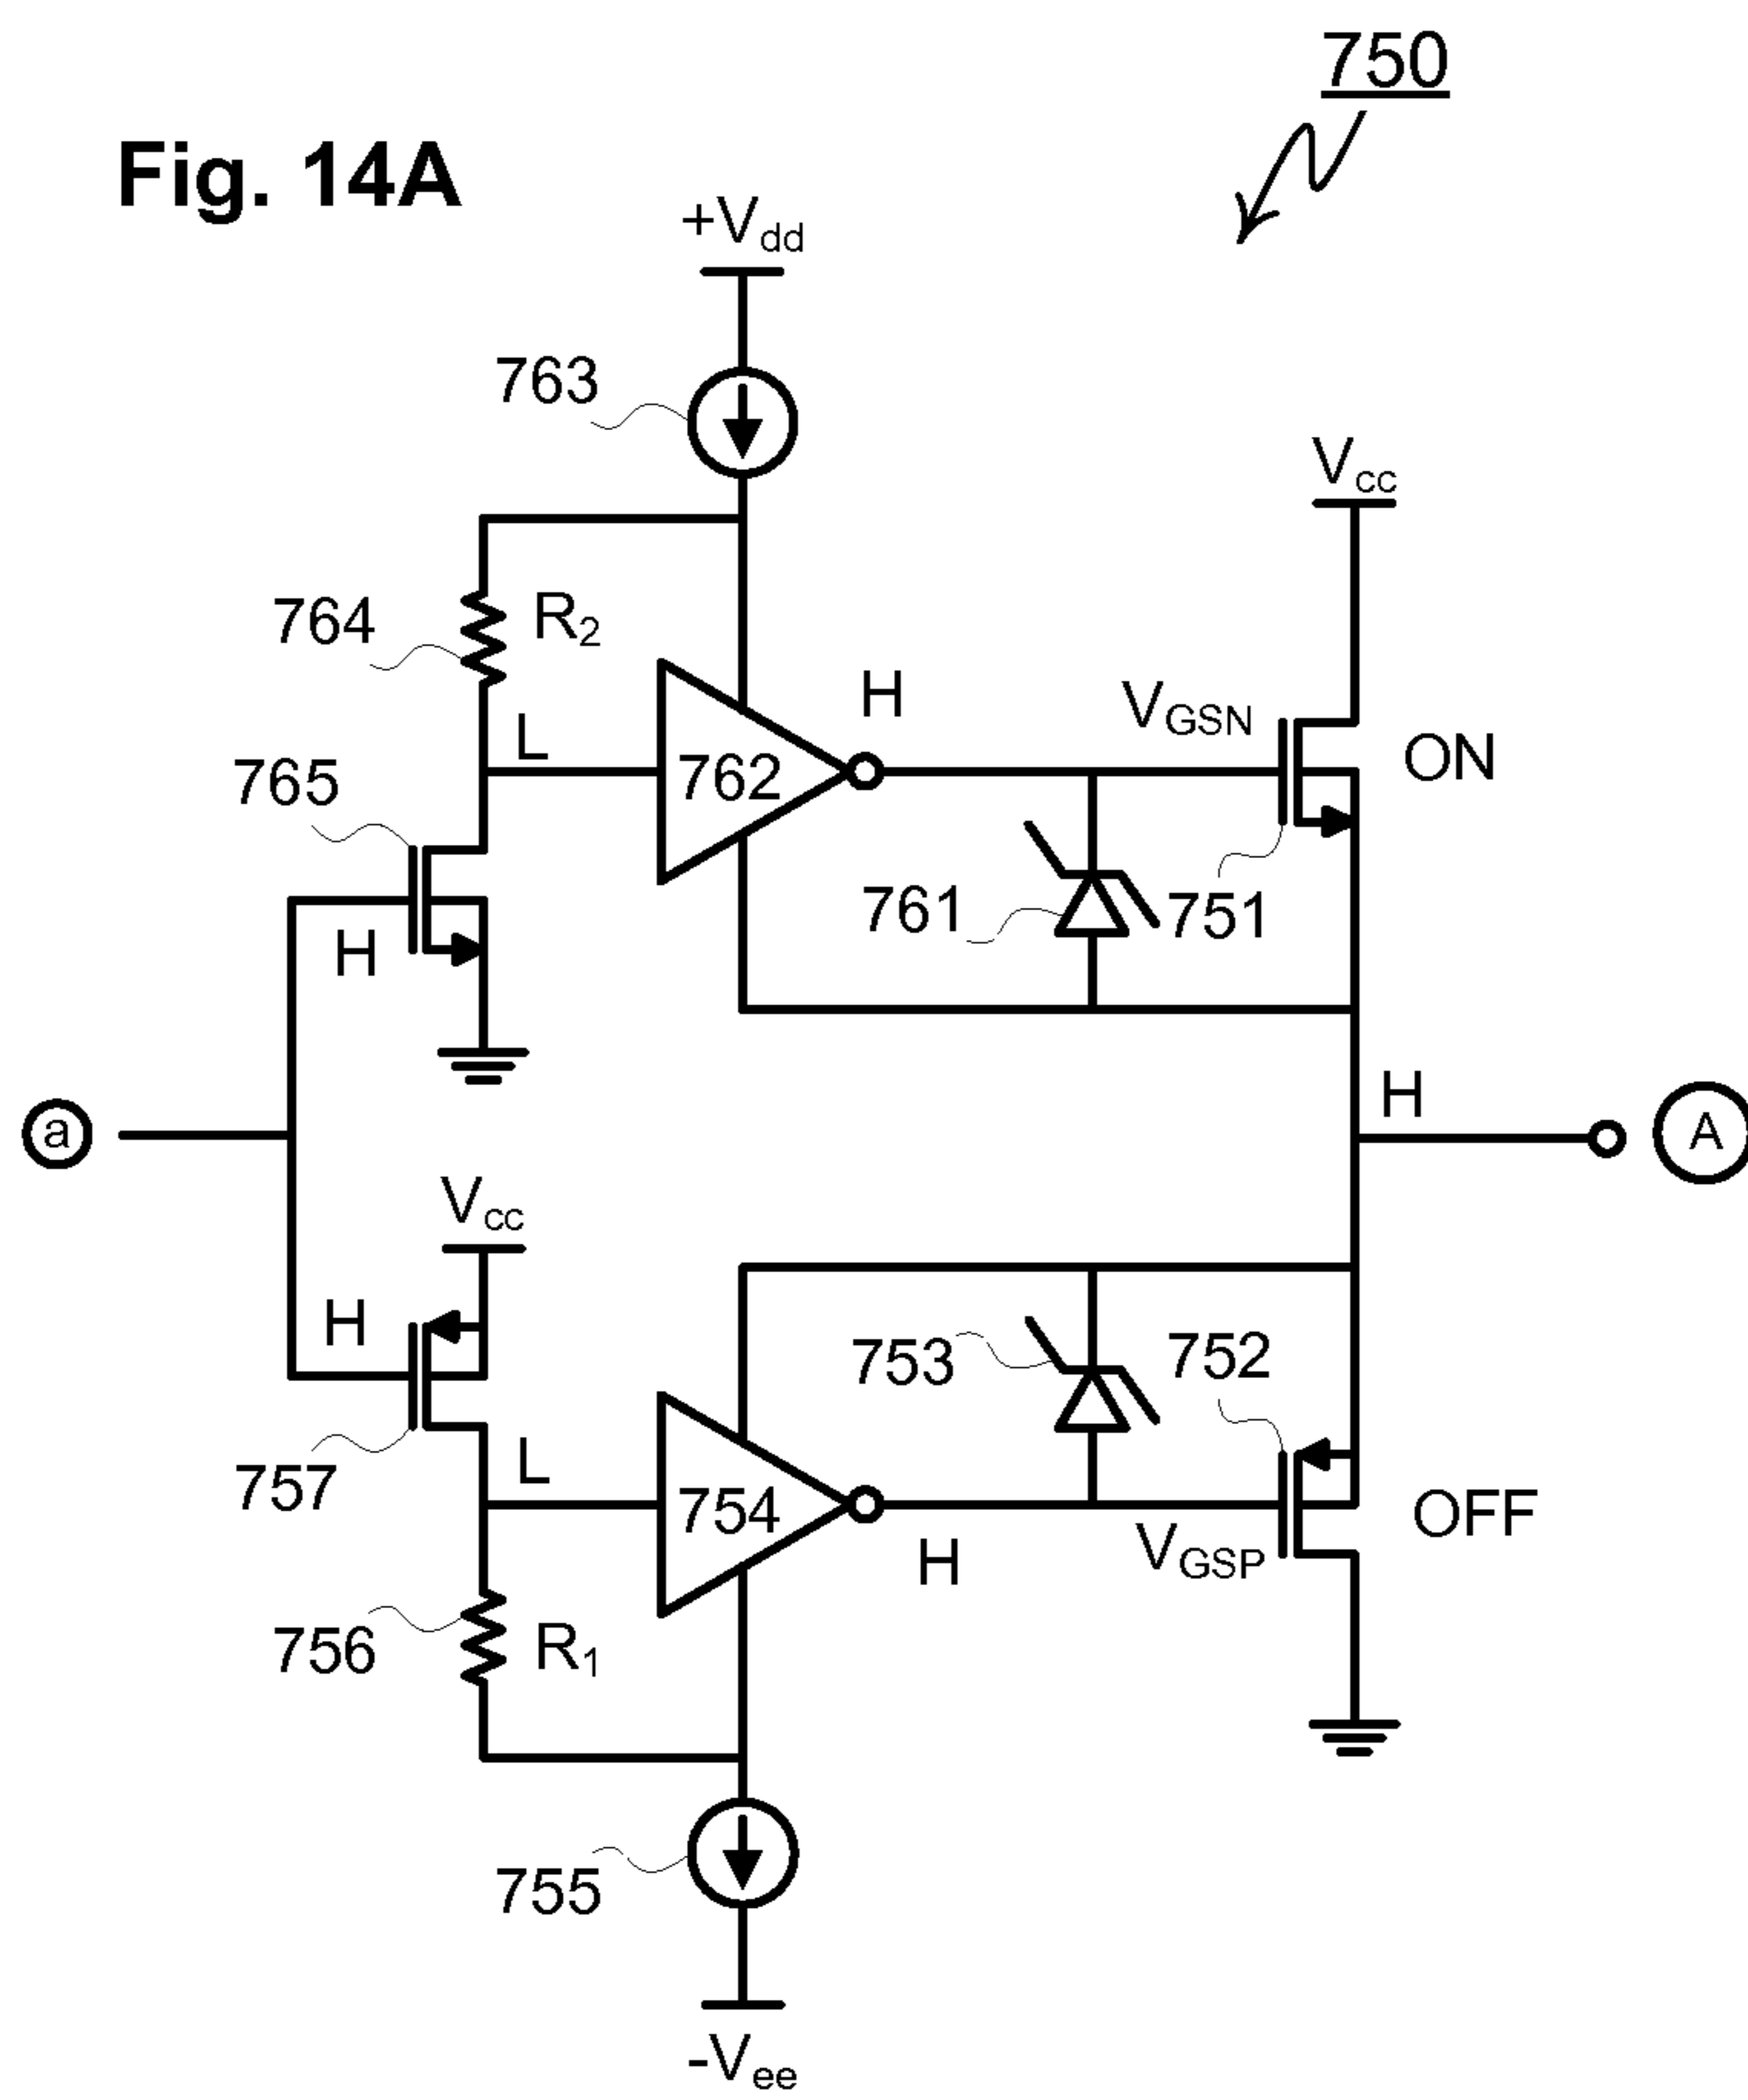 750
Fig. 14A
+Vdd
763
Vcc
764
R2
H
VGSN
L
ON
765
762
761
751
H
H
a
A
Vcc
H
753
752
757
L
754
OFF
H
VGSP
756
R1
755
-Vee